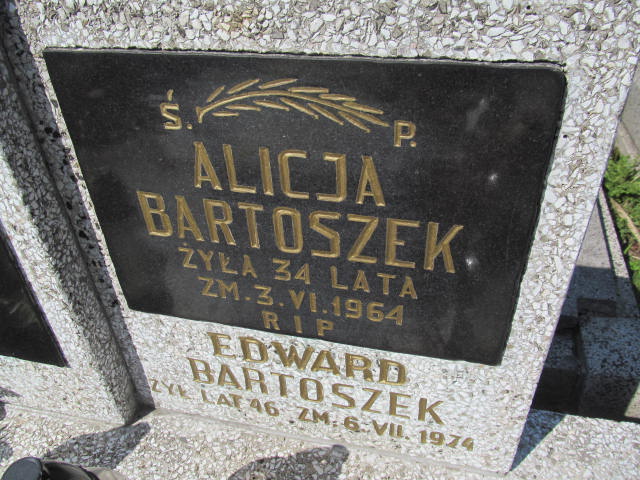 Ś. P.
ALICJA
BARTOSZEK
ŻYŁA 34 LATA
ZM. 3. VI. 1964
R I P
EDWARD
BARTOSZEK
ŻYŁ LAT 46 ZM. 6. VII. 1974